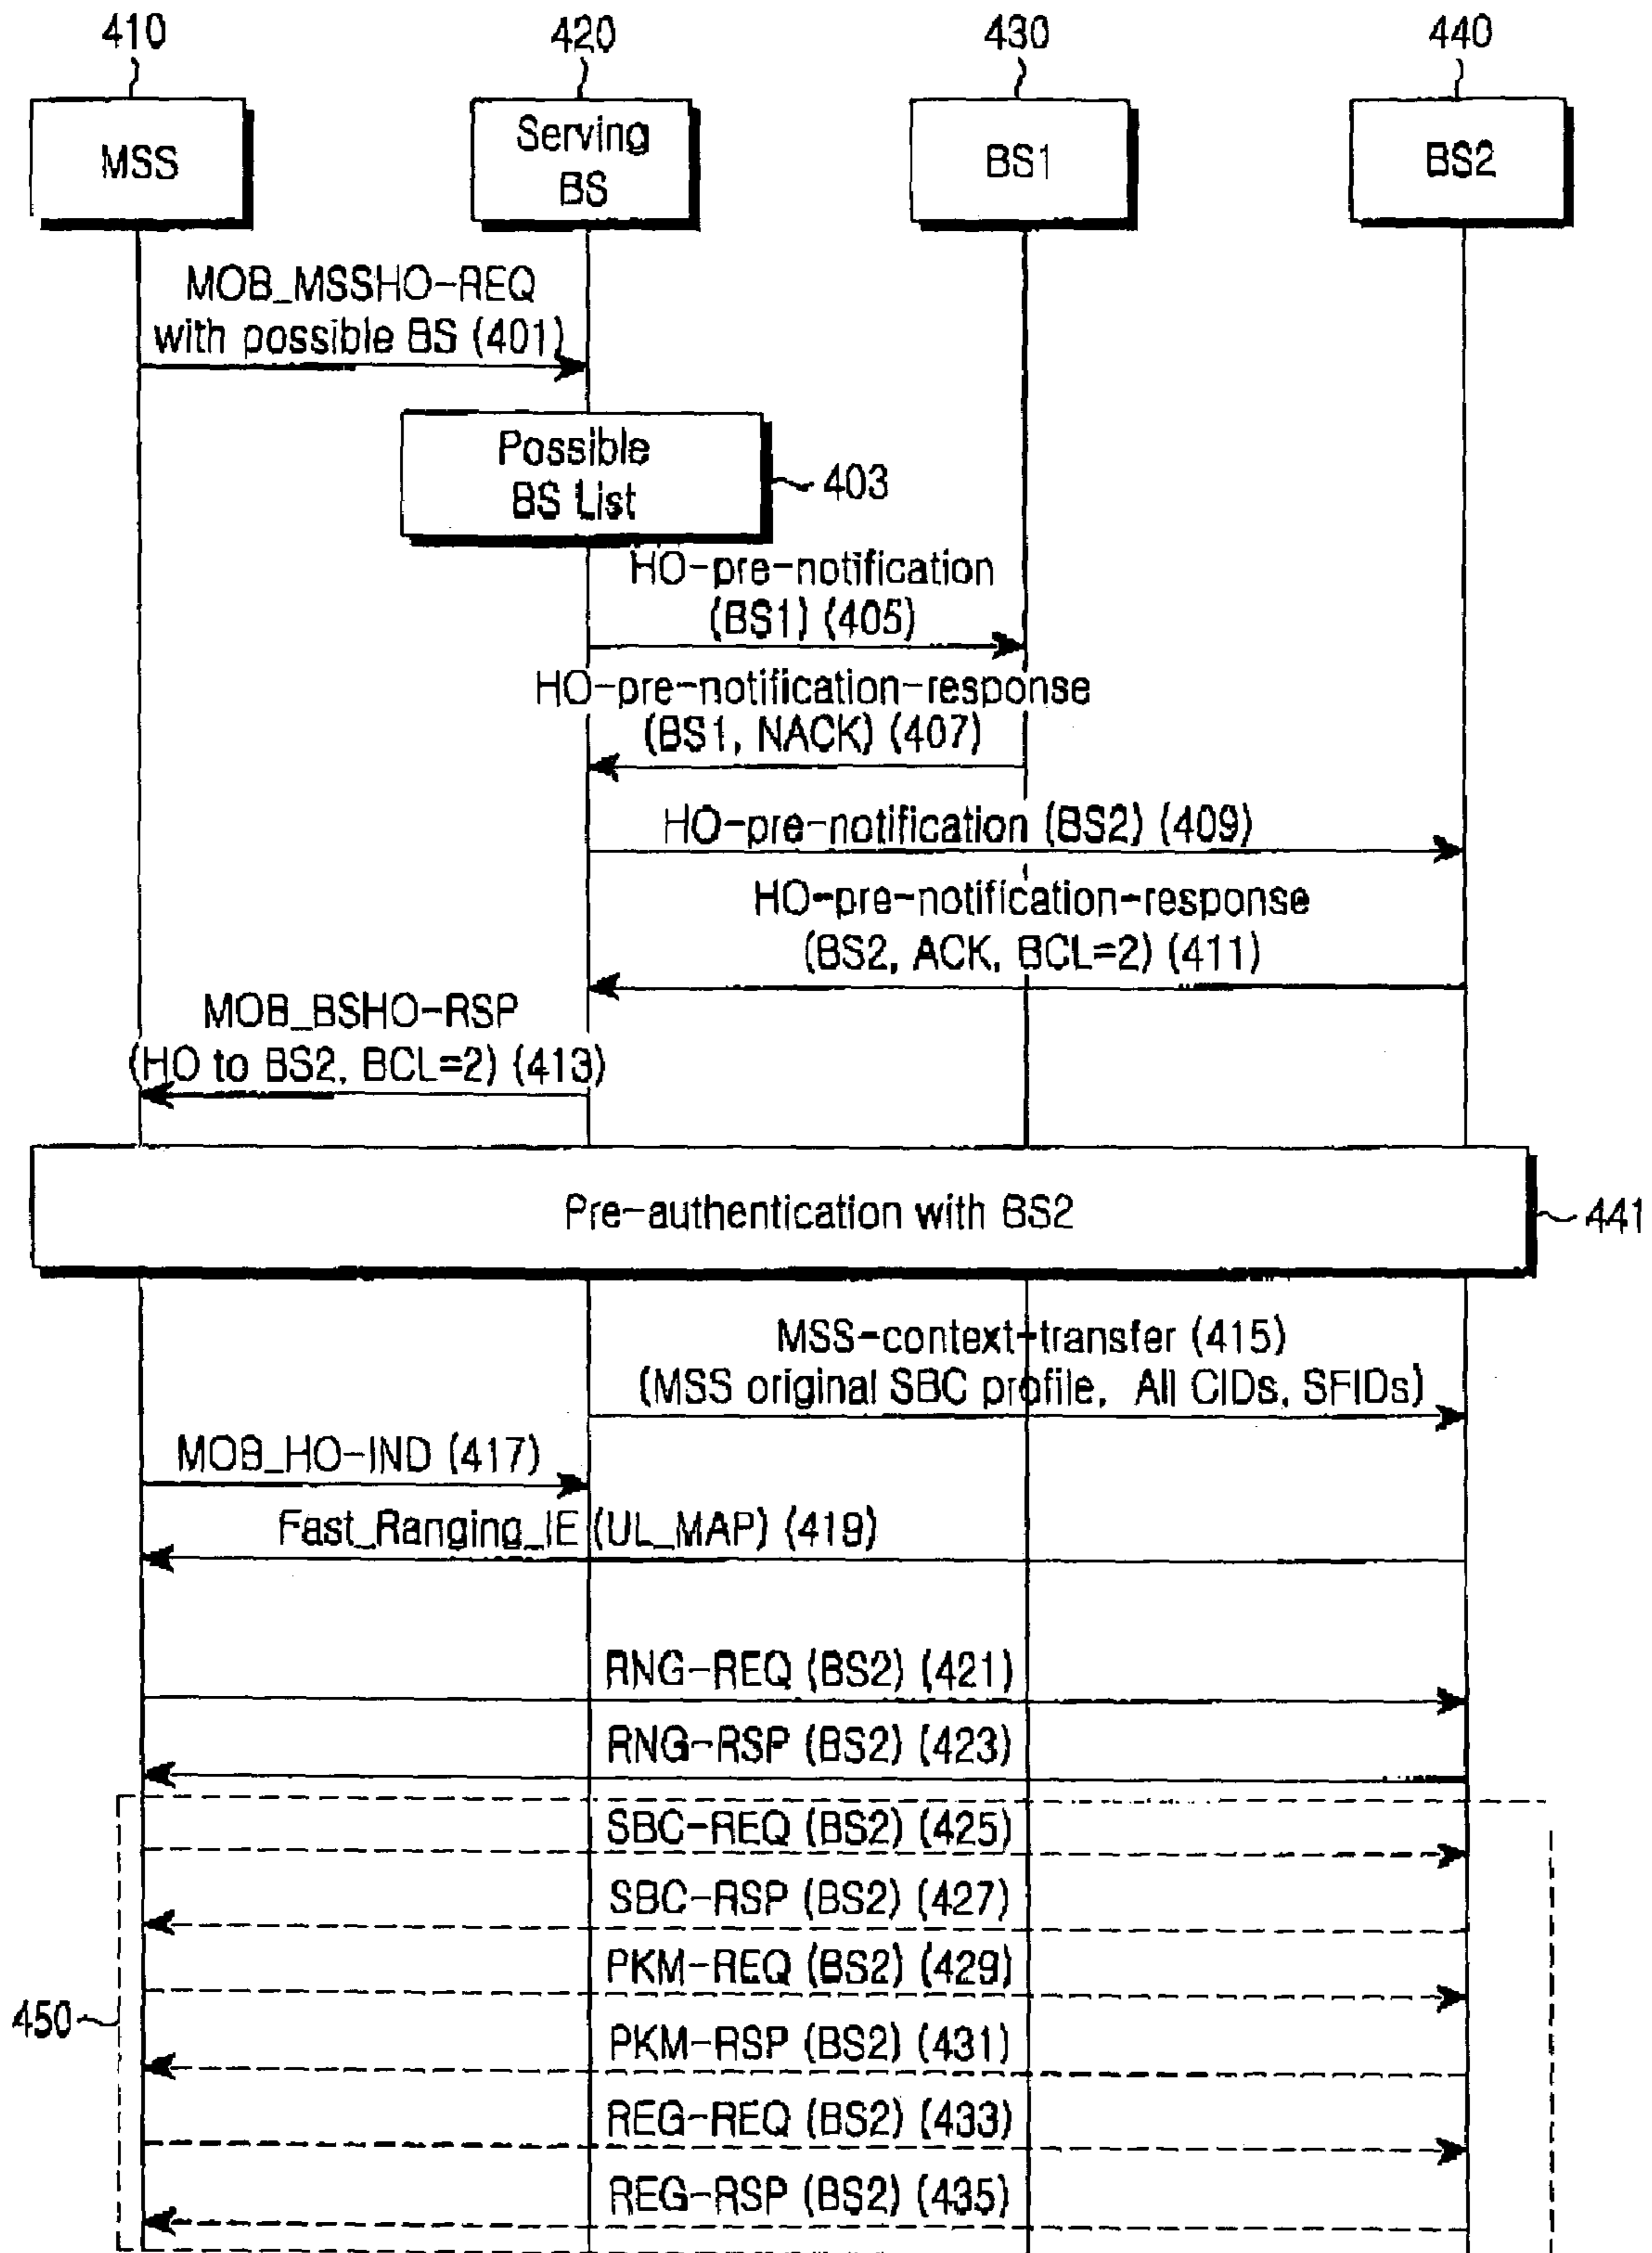 410
420
430
440
MSS
Serving
BS
BS1
BS2
MOB_MSSHO-REQ
with possible BS (401)
Possible
BS List
403
HO-pre-notification
(BS1) (405)
HO-pre-notification-response
(BS1, NACK) (407)
HO-pre-notification (BS2) (409)
HO-pre-notification-response
(BS2, ACK, BCL=2) (411)
MOB_BSHO-RSP
(HO to BS2, BCL=2) (413)
Pre-authentication with BS2
441
MSS-context-transfer (415)
(MSS original SBC profile, All CIDs, SFIDs)
MOB_HO-IND (417)
Fast_Ranging_IE (UL_MAP) (419)
RNG-REQ (BS2) (421)
RNG-RSP (BS2) (423)
SBC-REQ (BS2) (425)
SBC-RSP (BS2) (427)
PKM-REQ (BS2) (429)
450
PKM-RSP (BS2) (431)
REG-REQ (BS2) (433)
REG-RSP (BS2) (435)